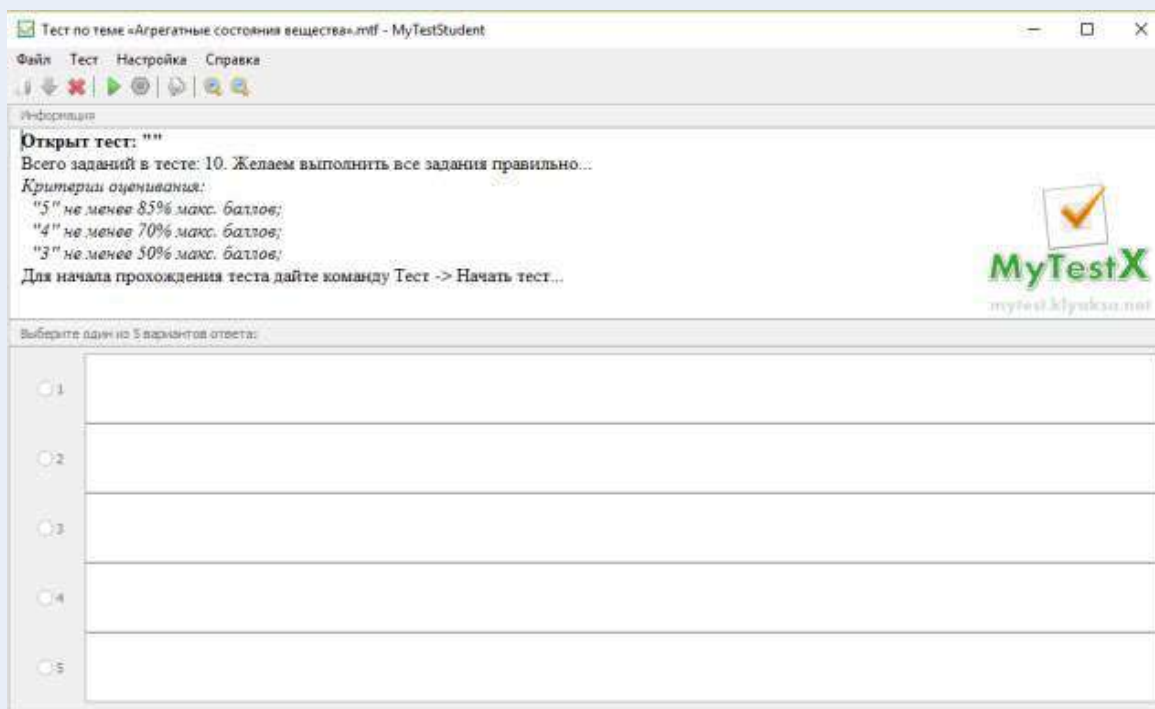 Тест по теме «Агрегатные состояния вещества».mtf - MyTestStudent
Файл Тест Настройка Справка
Информация
Открыт тест: ""
Всего заданий в тесте: 10. Желаем выполнить все задания правильно...
Критерии оценивания:
"5" не менее 85% макс. баллов;
"4" не менее 70% макс. баллов;
"3" не менее 50% макс. баллов;
Для начала прохождения теста дайте команду Тест -> Начать тест...
MyTestX
mytest.klyaksa.net
Выберите один из 5 вариантов ответа:
1
2
3
4
5